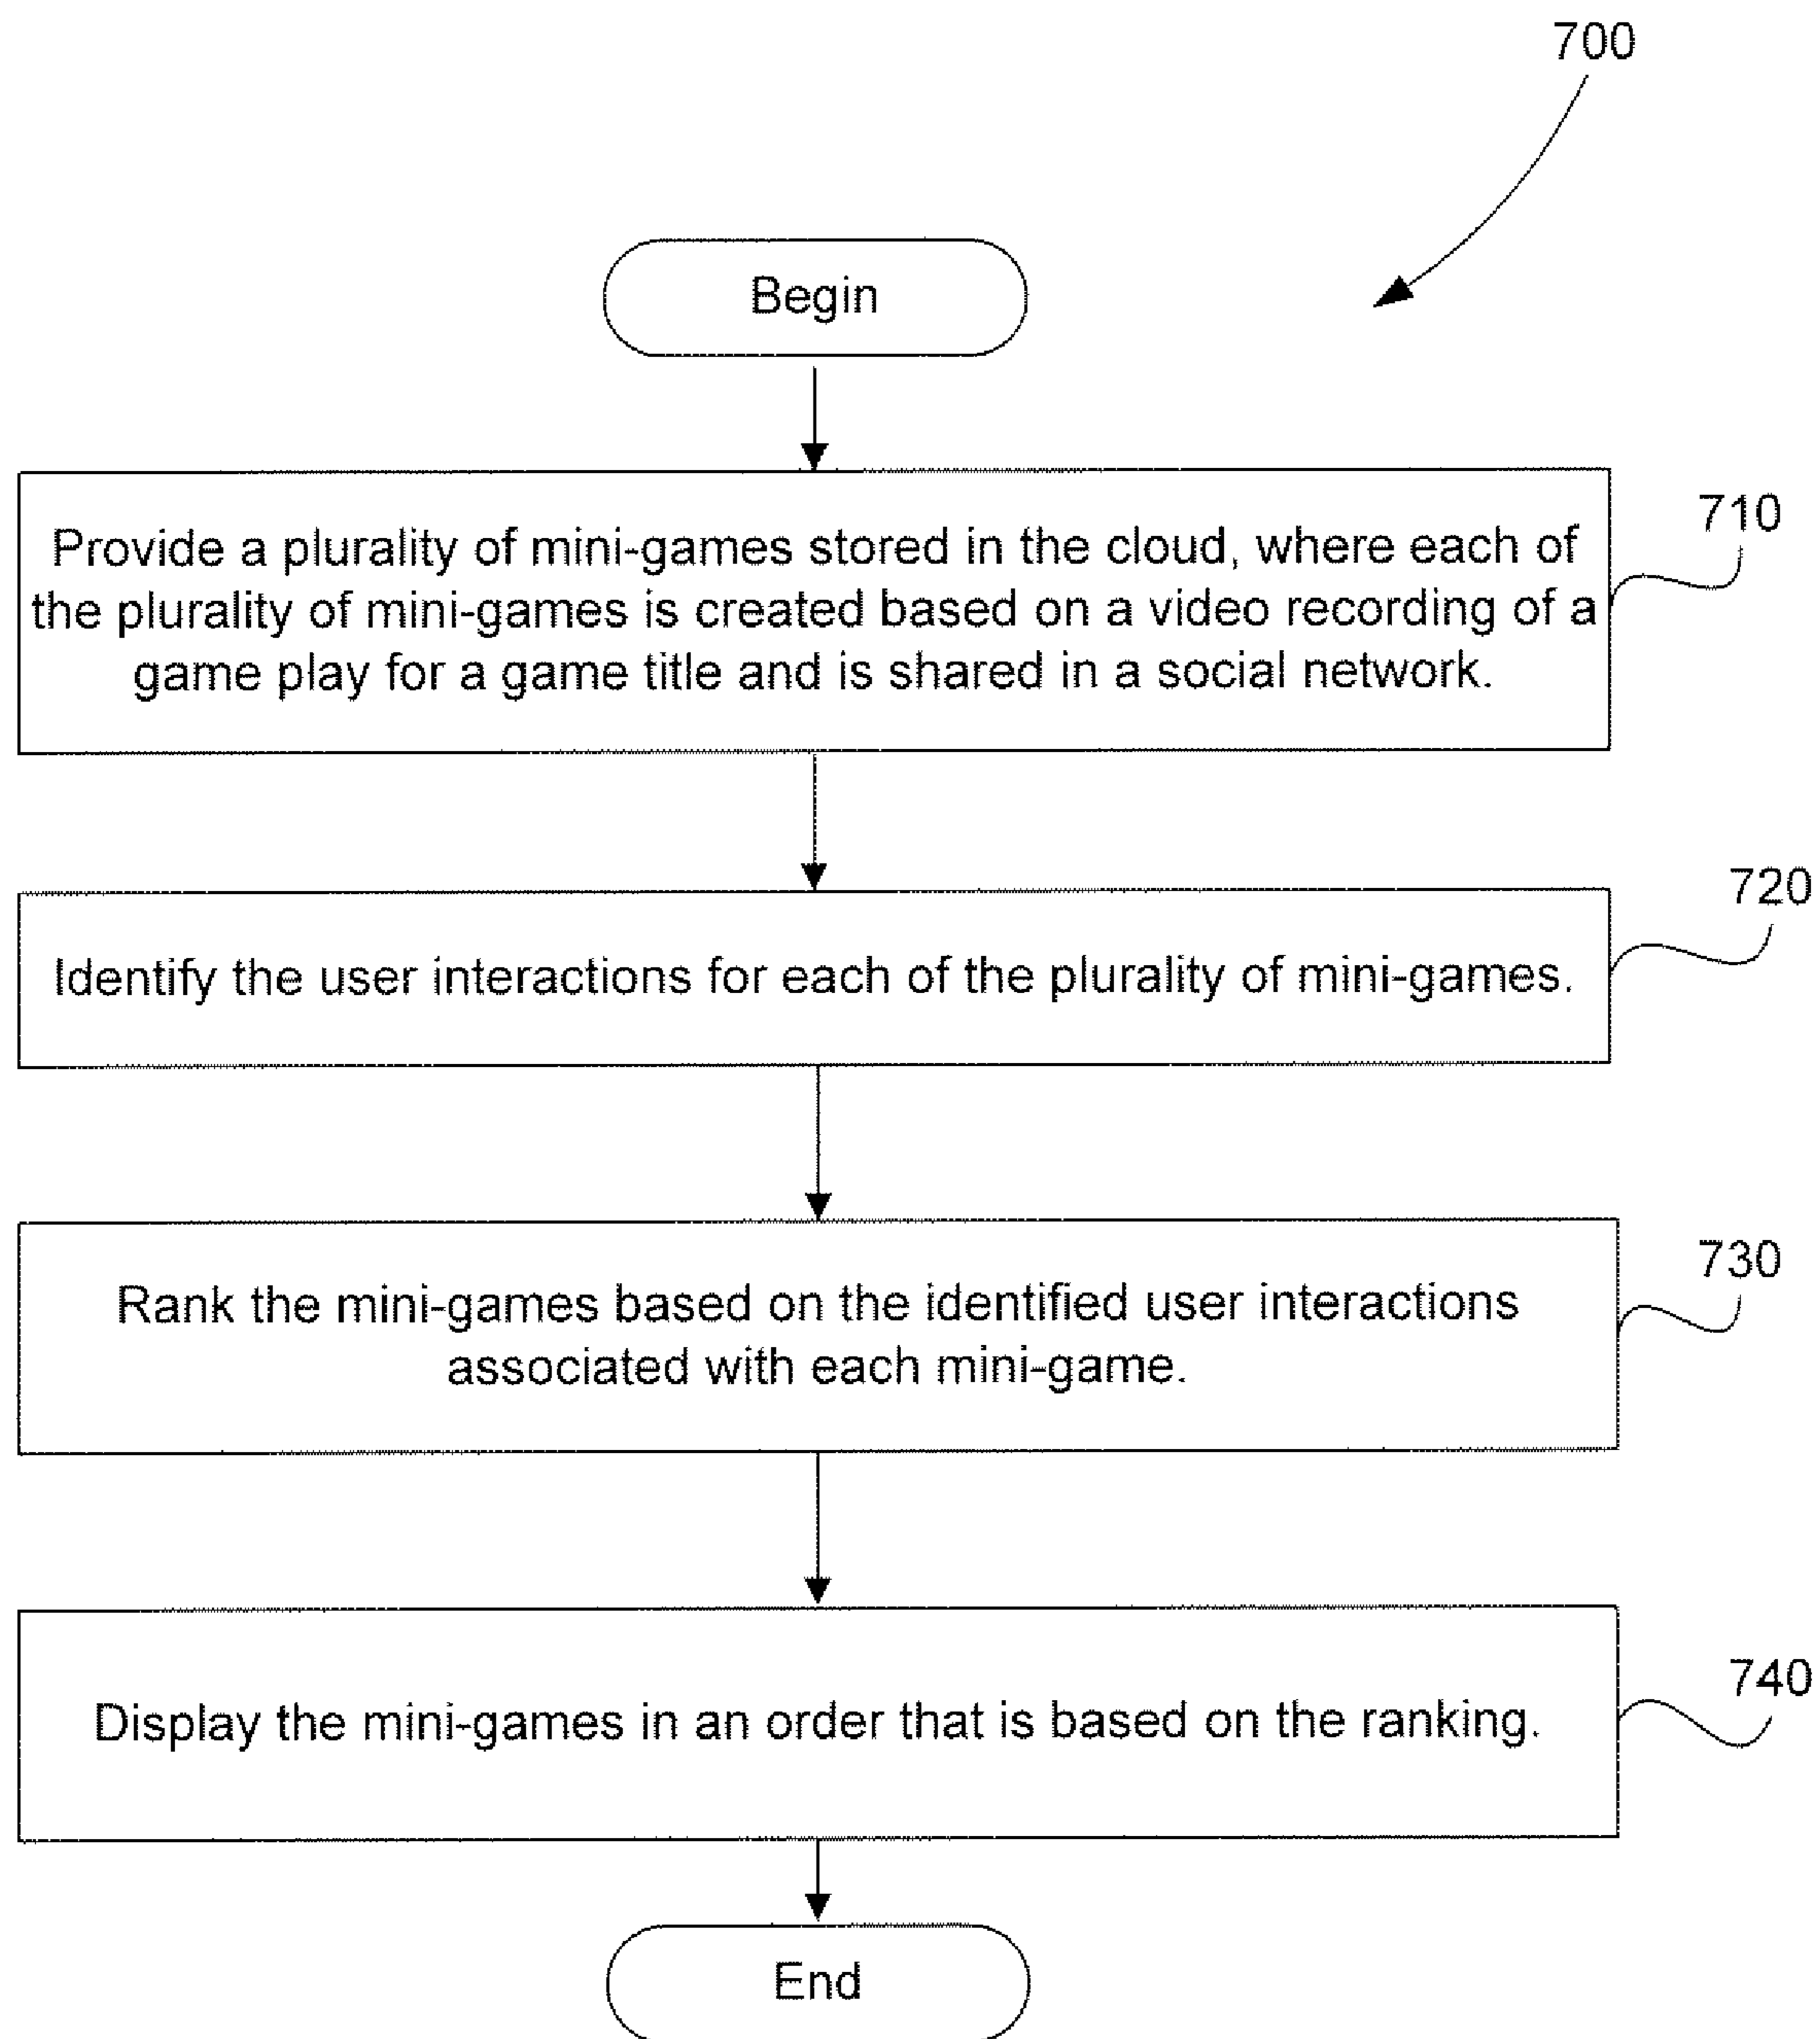 700
Begin
Provide a plurality of mini-games stored in the cloud, where each of
the plurality of mini-games is created based on a video recording of a
game play for a game title and is shared in a social network.
710
Identify the user interactions for each of the plurality of mini-games.
720
Rank the mini-games based on the identified user interactions
associated with each mini-game.
730
Display the mini-games in an order that is based on the ranking.
740
End